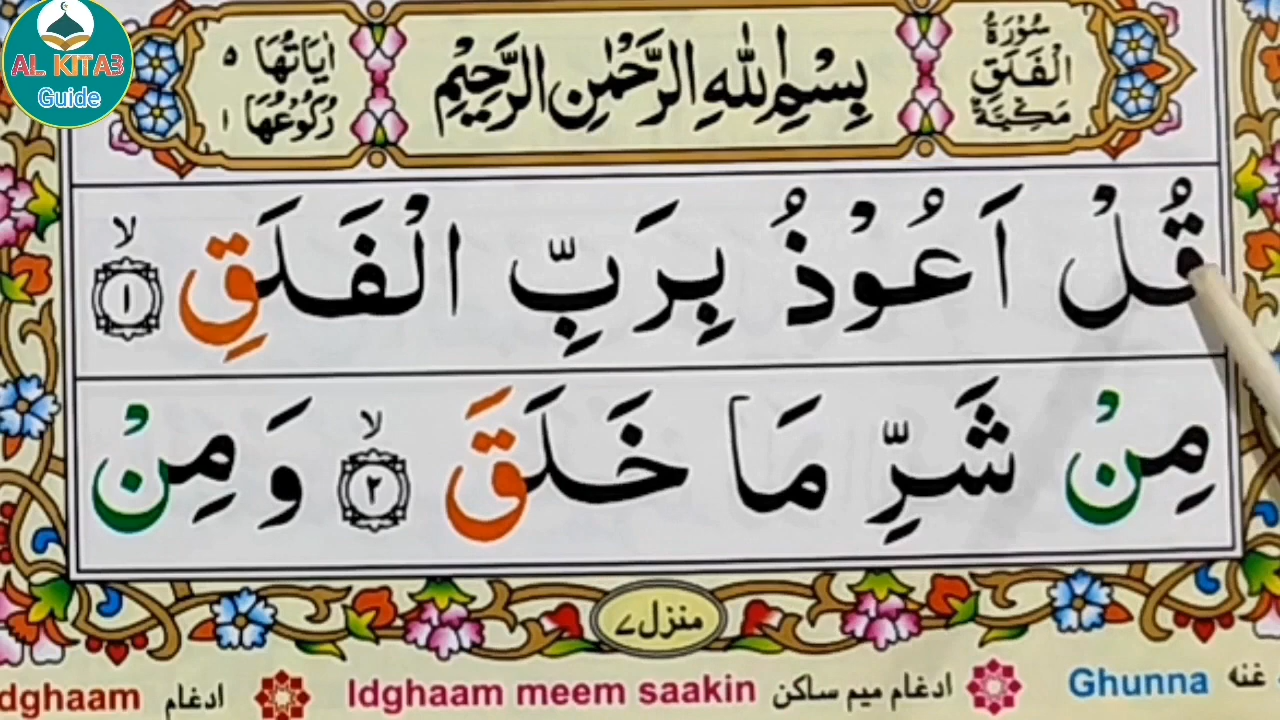 AL KITAB
Guide
سُوْرَةُ الْفَلَقِ مَكِّيَّةٌ
بِسْمِ اللّٰهِ الرَّحْمٰنِ الرَّحِيْمِ
اٰيَاتُهَا ٥
رُكُوْعُهَا ١
قُلْ اَعُوْذُ بِرَبِّ الْفَلَقِ ۙ ١
مِنْ شَرِّ مَا خَلَقَ ۙ ٢ وَمِنْ
منزل ٧
غنه Ghunna ادغام میم ساکن Idghaam meem saakin ادغام dghaam